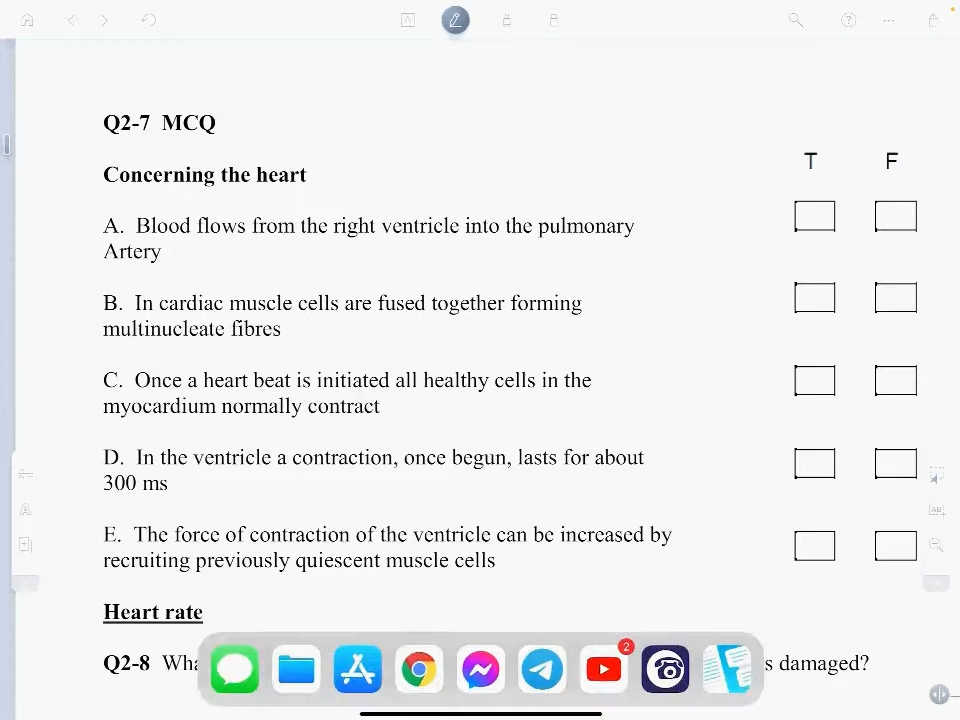 Q2-7 MCQ
Concerning the heart
T F
A. Blood flows from the right ventricle into the pulmonary
Artery
B. In cardiac muscle cells are fused together forming
multinucleate fibres
C. Once a heart beat is initiated all healthy cells in the
myocardium normally contract
D. In the ventricle a contraction, once begun, lasts for about
300 ms
E. The force of contraction of the ventricle can be increased by
recruiting previously quiescent muscle cells
Heart rate
2
Q2-8 s damaged?